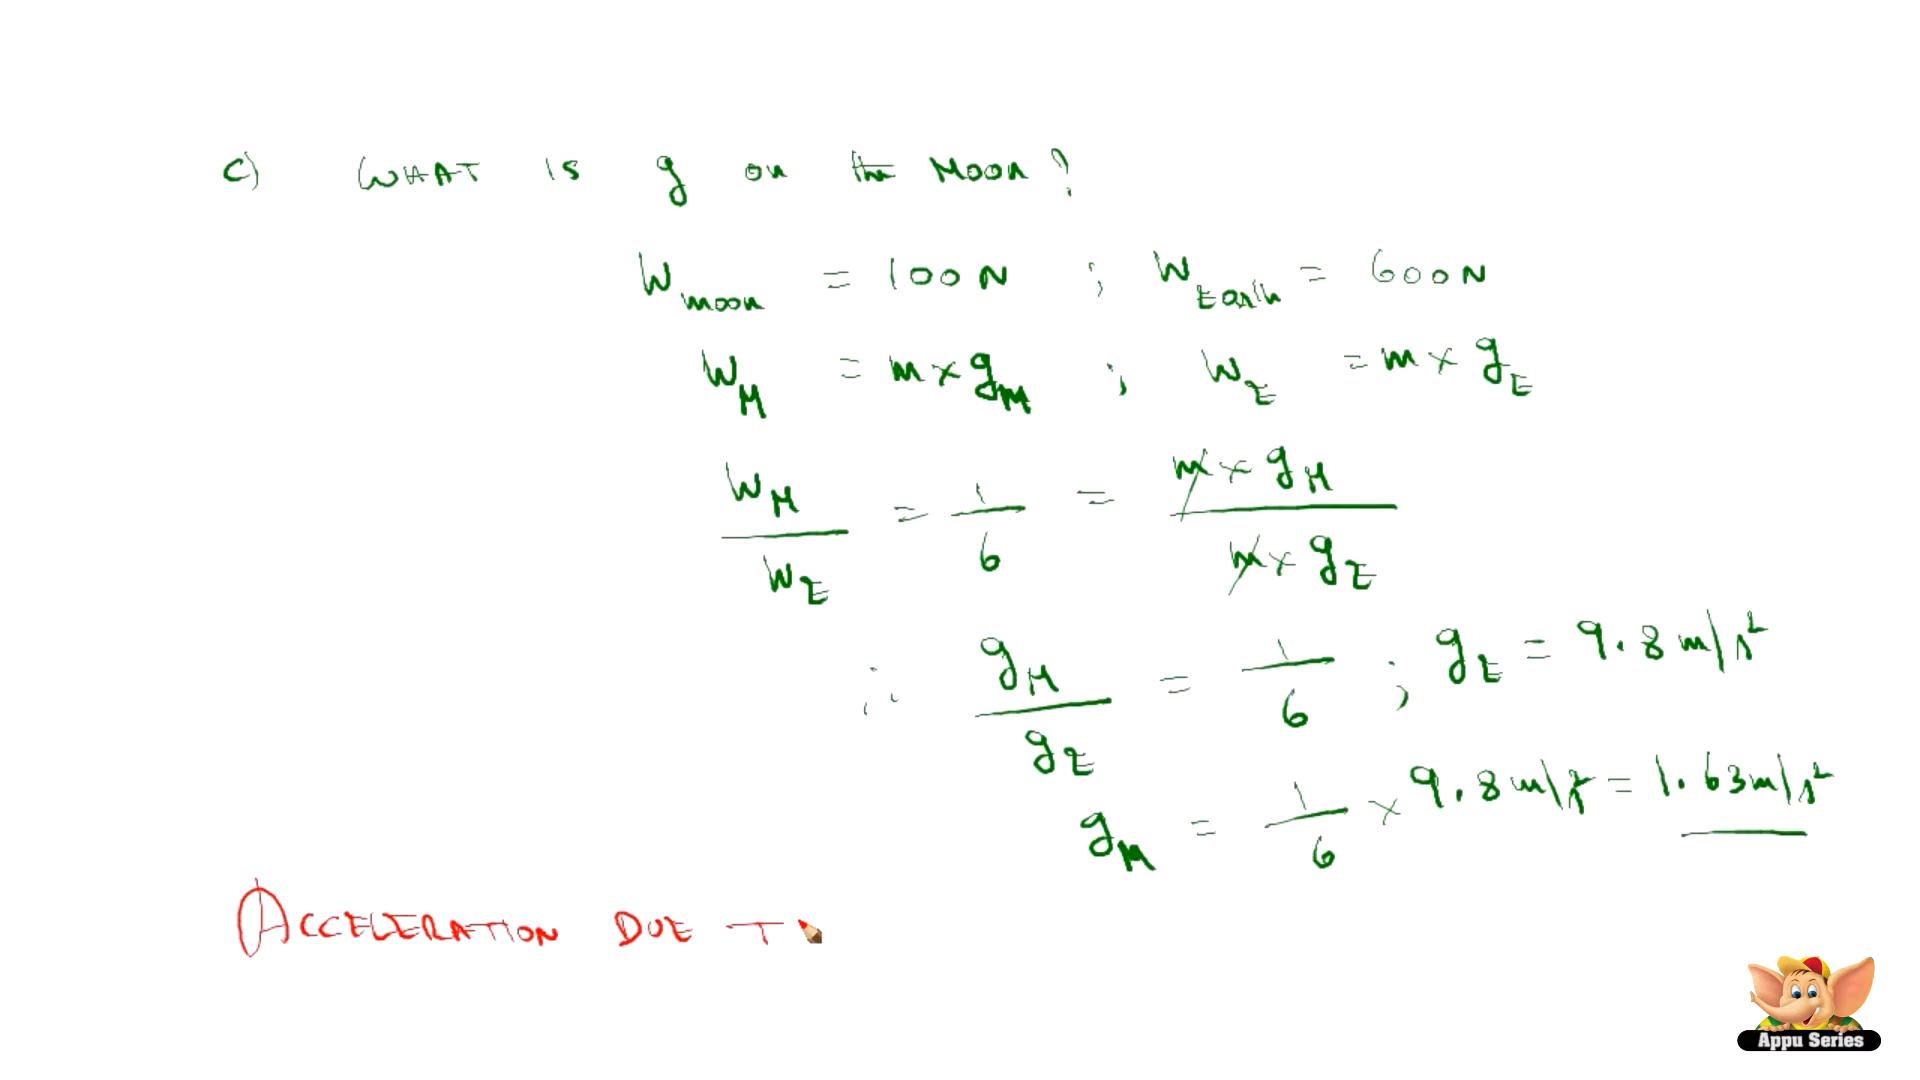 c) WHAT IS g on the Moon?
W moon = 100 N ; W Earth = 600 N
W M = m × g M ; W E = m × g E
W M / W E = 1 / 6 = m × g M / m × g E
∴ g M / g E = 1 / 6 ; g E = 9.8 m/s²
g M = 1 / 6 × 9.8 m/s² = 1.63 m/s²
ACCELERATION DUE T
Appu Series